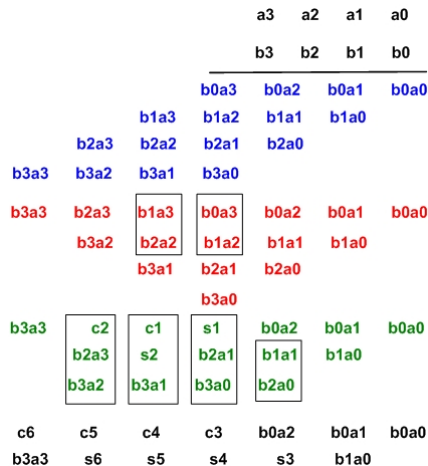 a3 a2 a1 a0
b3 b2 b1 b0
b0a3 b0a2 b0a1 b0a0
b1a3 b1a2 b1a1 b1a0
b2a3 b2a2 b2a1 b2a0
b3a3 b3a2 b3a1 b3a0
b3a3 b2a3 b1a3 b0a3 b0a2 b0a1 b0a0
b3a2 b2a2 b1a2 b1a1 b1a0
b3a1 b2a1 b2a0
b3a0
b3a3 c2 c1 s1 b0a2 b0a1 b0a0
b2a3 s2 b2a1 b1a1 b1a0
b3a2 b3a1 b3a0 b2a0
c6 c5 c4 c3 b0a2 b0a1 b0a0
b3a3 s6 s5 s4 s3 b1a0